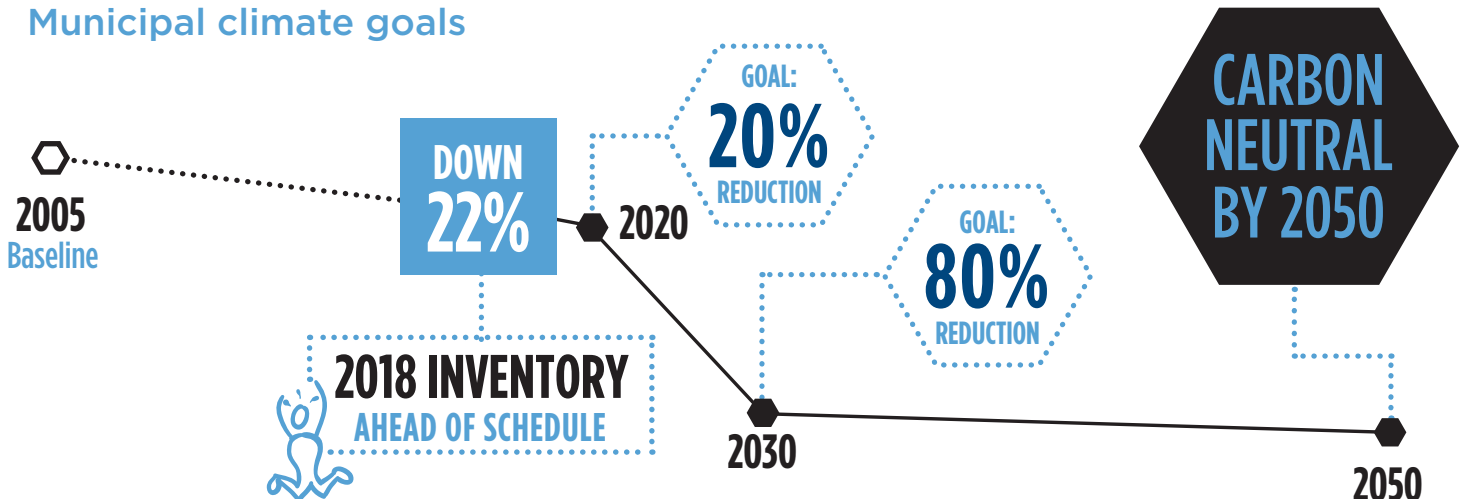 Municipal climate goals
2005
Baseline
DOWN
22%
2018 INVENTORY
AHEAD OF SCHEDULE
GOAL:
20%
REDUCTION
2020
GOAL:
80%
REDUCTION
2030
CARBON
NEUTRAL
BY 2050
2050